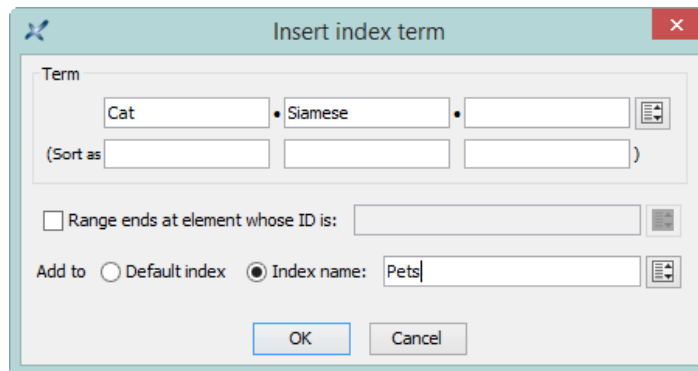 Insert index term
Term
Cat • Siamese •
(Sort as )
Range ends at element whose ID is:
Add to Default index Index name: Pets
OK Cancel